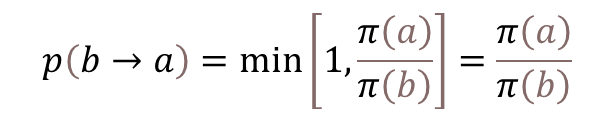 p(b → a) = min [1, π(a)/π(b)] = π(a)/π(b)